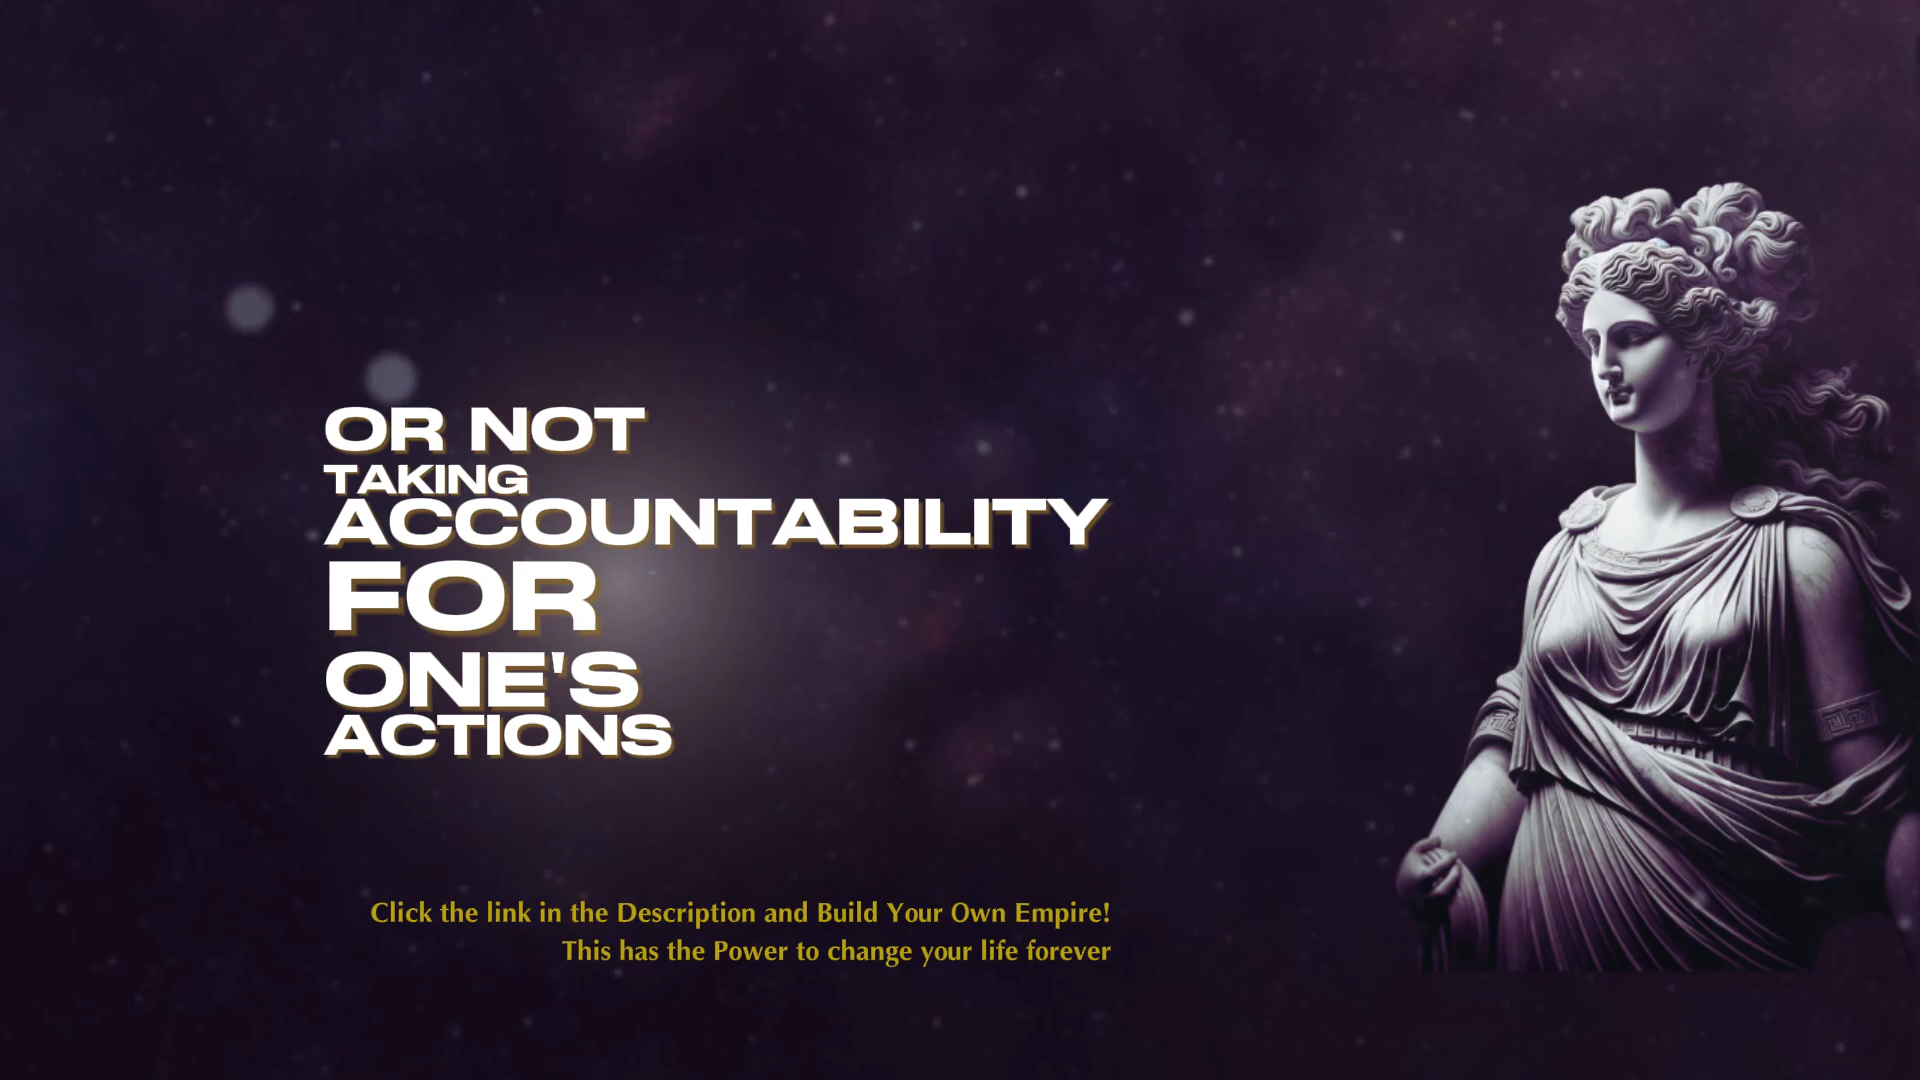 OR NOT
TAKING
ACCOUNTABILITY
FOR
ONE'S
ACTIONS
Click the link in the Description and Build Your Own Empire!
This has the Power to change your life forever